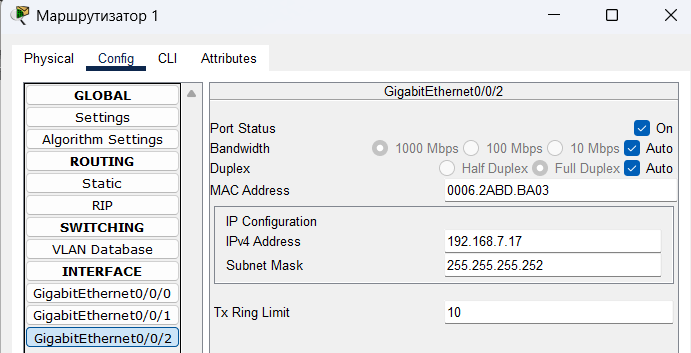 Маршрутизатор 1
Physical Config CLI Attributes
GLOBAL
Settings
Algorithm Settings
ROUTING
Static
RIP
SWITCHING
VLAN Database
INTERFACE
GigabitEthernet0/0/0
GigabitEthernet0/0/1
GigabitEthernet0/0/2
GigabitEthernet0/0/2
Port Status On
Bandwidth 1000 Mbps 100 Mbps 10 Mbps Auto
Duplex Half Duplex Full Duplex Auto
MAC Address 0006.2ABD.BA03
IP Configuration
IPv4 Address 192.168.7.17
Subnet Mask 255.255.255.252
Tx Ring Limit 10